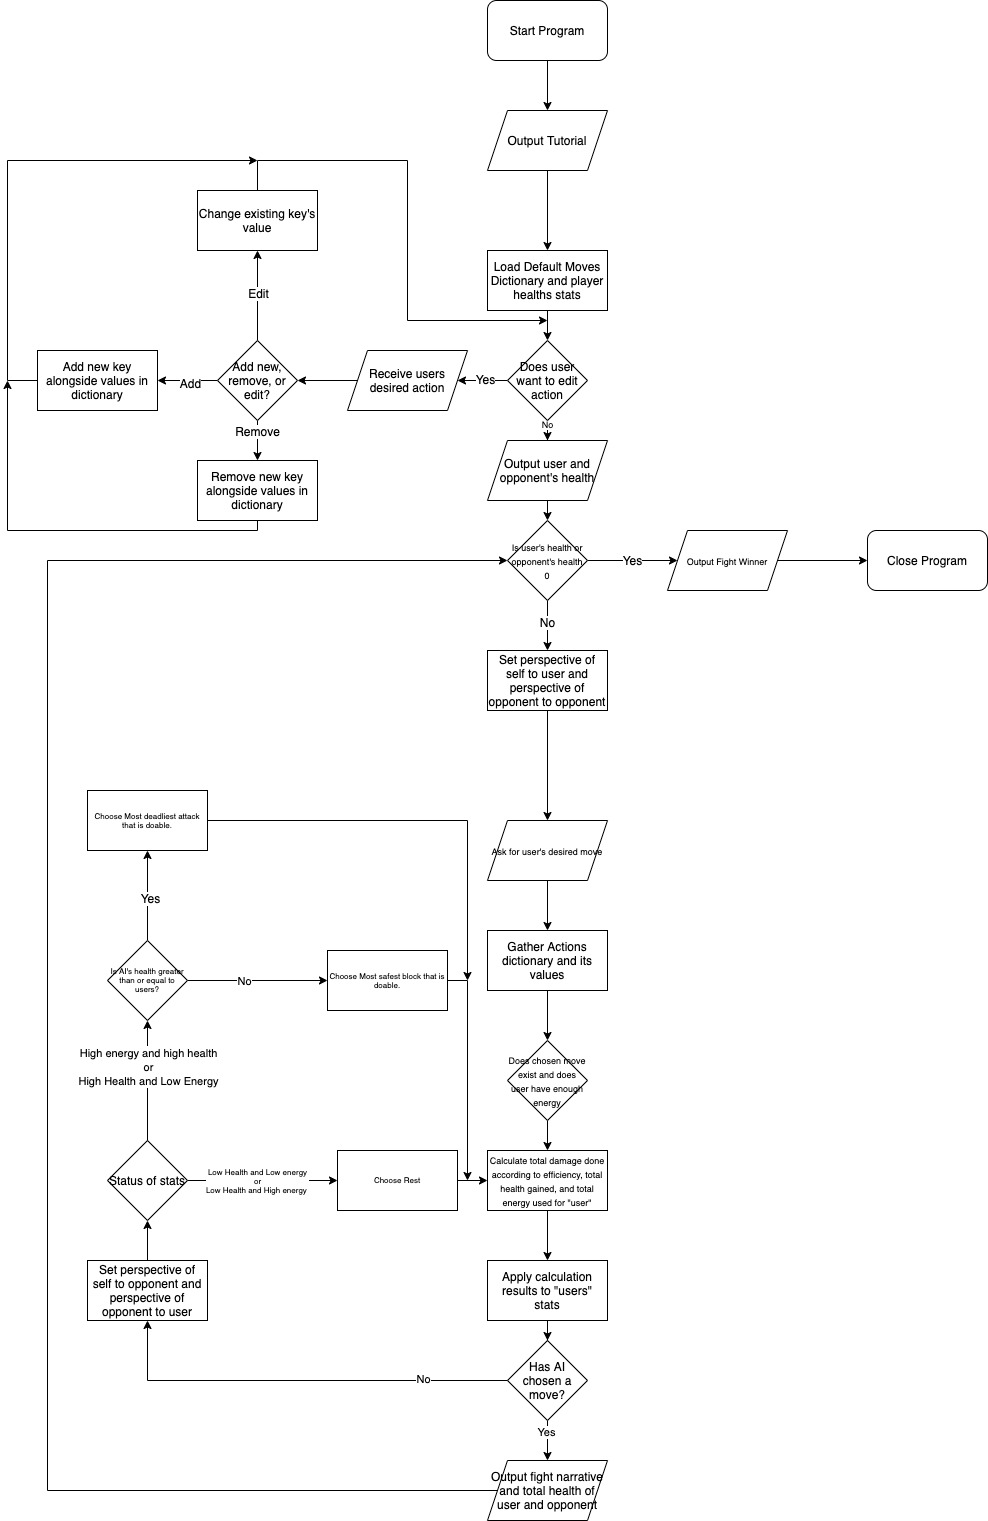 Start Program
Output Tutorial
Change existing key's
value
Load Default Moves
Dictionary and player
healths stats
Edit
Add new key
alongside values in
dictionary
Add
Add new,
remove, or
edit?
Receive users
desired action
Yes
Does user
want to edit
action
No
Remove
Remove new key
alongside values in
dictionary
Output user and
opponent's health
Is user's health or
opponent's health
0
Yes
Output Fight Winner
Close Program
No
Set perspective of
self to user and
perspective of
opponent to opponent
Choose Most deadliest attack
that is doable.
Ask for user's desired move
Yes
Gather Actions
dictionary and its
values
Is AI's health greater
than or equal to
users?
No
Choose Most safest block that is
doable.
High energy and high health
or
High Health and Low Energy
Does chosen move
exist and does
user have enough
energy
Status of stats
Low Health and Low energy
or
Low Health and High energy
Choose Rest
Calculate total damage done
according to efficiency, total
health gained, and total
energy used for "user"
Set perspective of
self to opponent and
perspective of
opponent to user
Apply calculation
results to "users"
stats
Has AI
chosen a
move?
No
Yes
Output fight narrative
and total health of
user and opponent